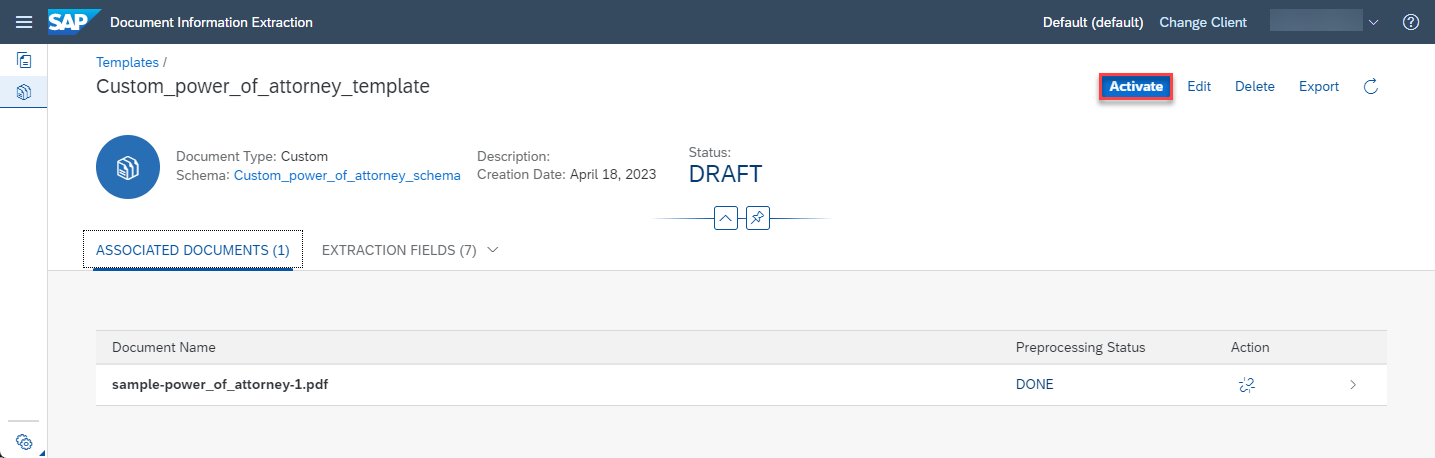 SAP Document Information Extraction Default (default) Change Client
Templates /
Custom_power_of_attorney_template Activate Edit Delete Export
Document Type: Custom Description: Status:
Schema: Custom_power_of_attorney_schema Creation Date: April 18, 2023 DRAFT
ASSOCIATED DOCUMENTS (1) EXTRACTION FIELDS (7)
Document Name Preprocessing Status Action
sample-power_of_attorney-1.pdf DONE